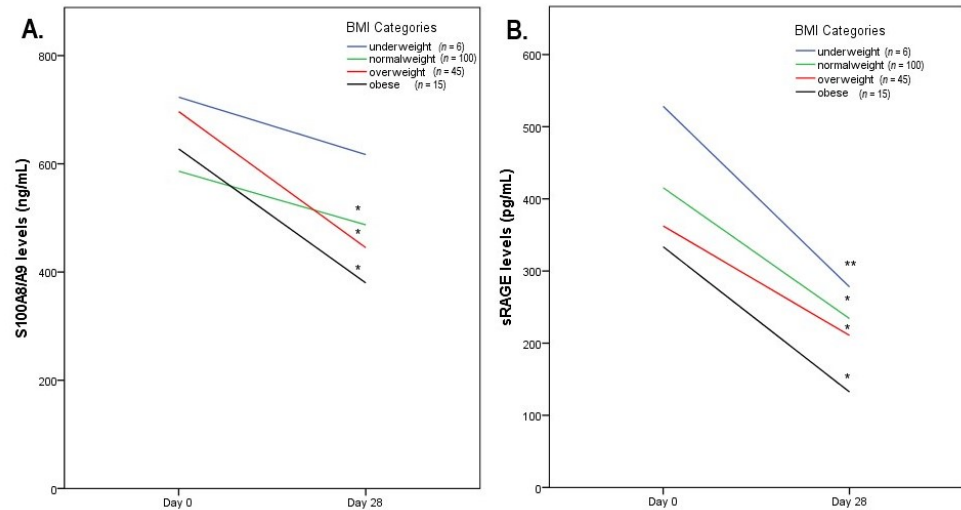 A.
BMI Categories
underweight (n = 6)
normalweight (n = 100)
overweight (n = 45)
obese (n = 15)
800
600
400
200
0
S100A8/A9 levels (ng/mL)
*
*
*
Day 0 Day 28
B.
BMI Categories
underweight (n = 6)
normalweight (n = 100)
overweight (n = 45)
obese (n = 15)
600
500
400
300
200
100
0
sRAGE levels (pg/mL)
**
*
*
*
Day 0 Day 28